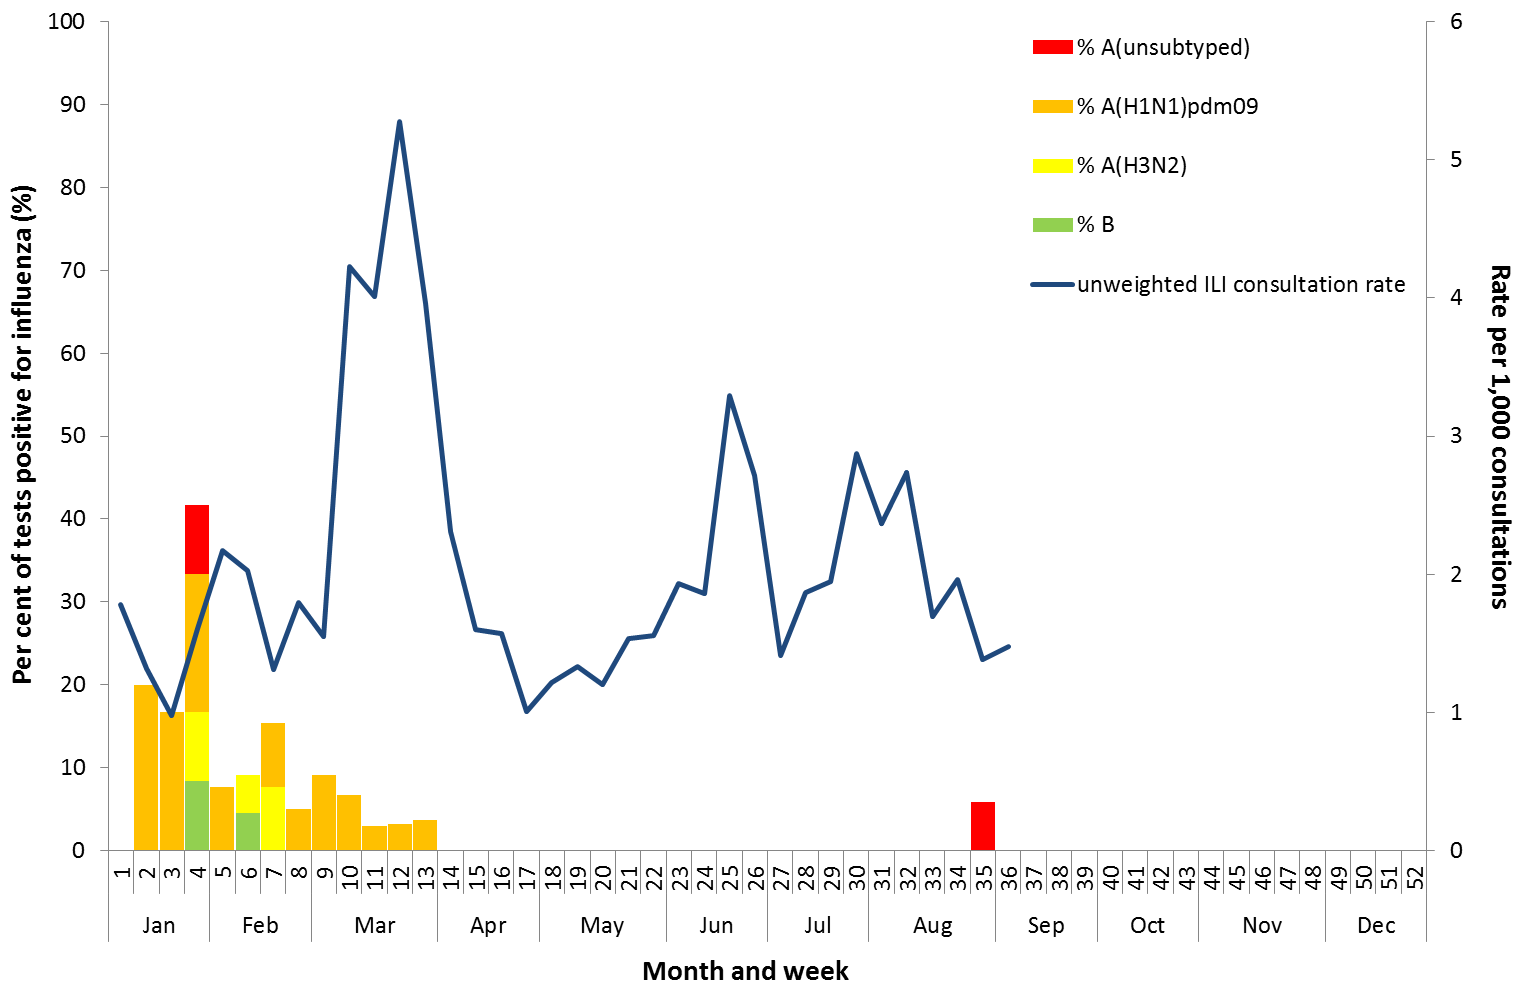 100
90
80
70
60
50
40
30
20
10
0
Per cent of tests positive for influenza (%)
6
5
4
3
2
1
0
Rate per 1,000 consultations
% A(unsubtyped)
% A(H1N1)pdm09
% A(H3N2)
% B
unweighted ILI consultation rate
1 2 3 4 5 6 7 8 9 10 11 12 13 14 15 16 17 18 19 20 21 22 23 24 25 26 27 28 29 30 31 32 33 34 35 36 37 38 39 40 41 42 43 44 45 46 47 48 49 50 51 52
Jan Feb Mar Apr May Jun Jul Aug Sep Oct Nov Dec
Month and week